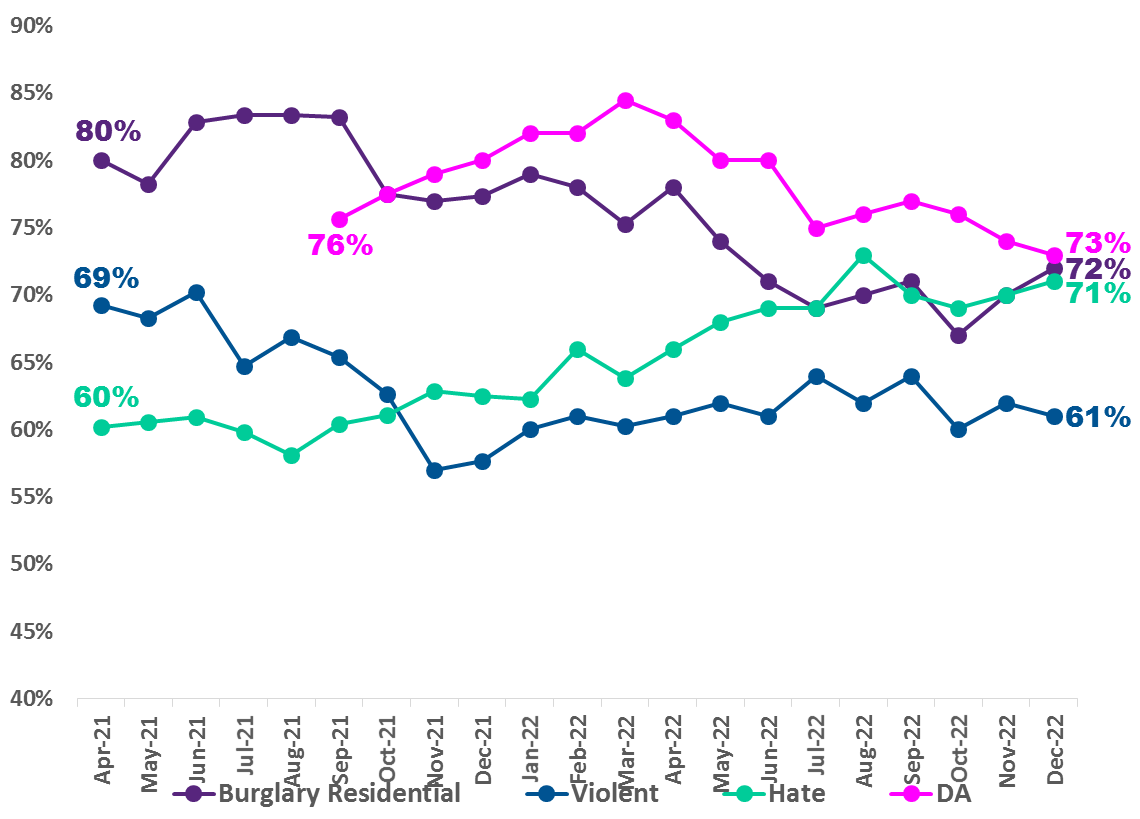 90%
85%
80%
75%
70%
65%
60%
55%
50%
45%
40%
80%
69%
60%
76%
73%
72%
71%
61%
Apr-21
May-21
Jun-21
Jul-21
Aug-21
Sep-21
Oct-21
Nov-21
Dec-21
Jan-22
Feb-22
Mar-22
Apr-22
May-22
Jun-22
Jul-22
Aug-22
Sep-22
Oct-22
Nov-22
Dec-22
Burglary Residential Violent Hate DA